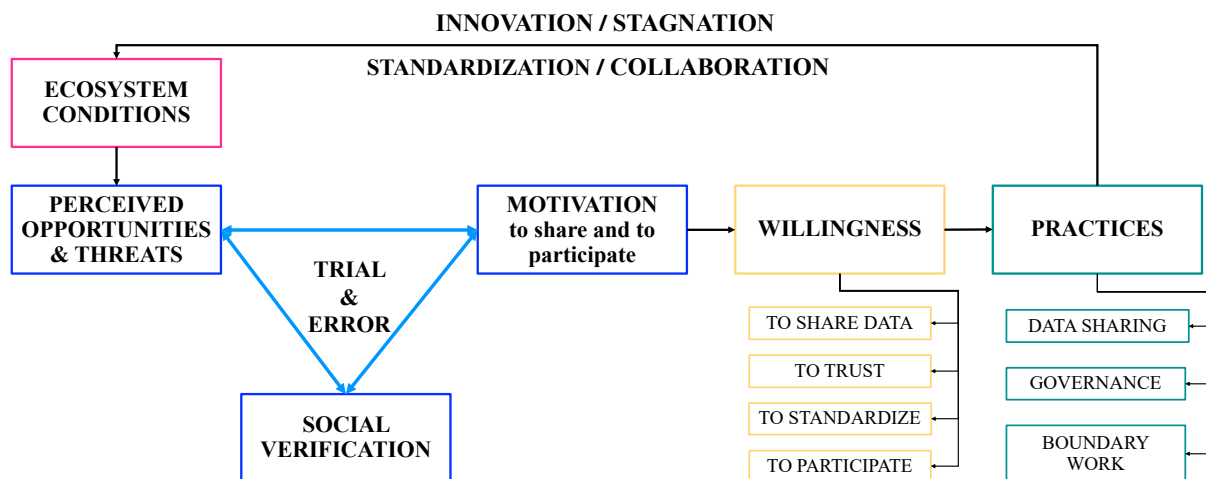 INNOVATION / STAGNATION
STANDARDIZATION / COLLABORATION
ECOSYSTEM
CONDITIONS
PERCEIVED
OPPORTUNITIES
& THREATS
TRIAL
&
ERROR
SOCIAL
VERIFICATION
MOTIVATION
to share and to
participate
WILLINGNESS
TO SHARE DATA
TO TRUST
TO STANDARDIZE
TO PARTICIPATE
PRACTICES
DATA SHARING
GOVERNANCE
BOUNDARY
WORK